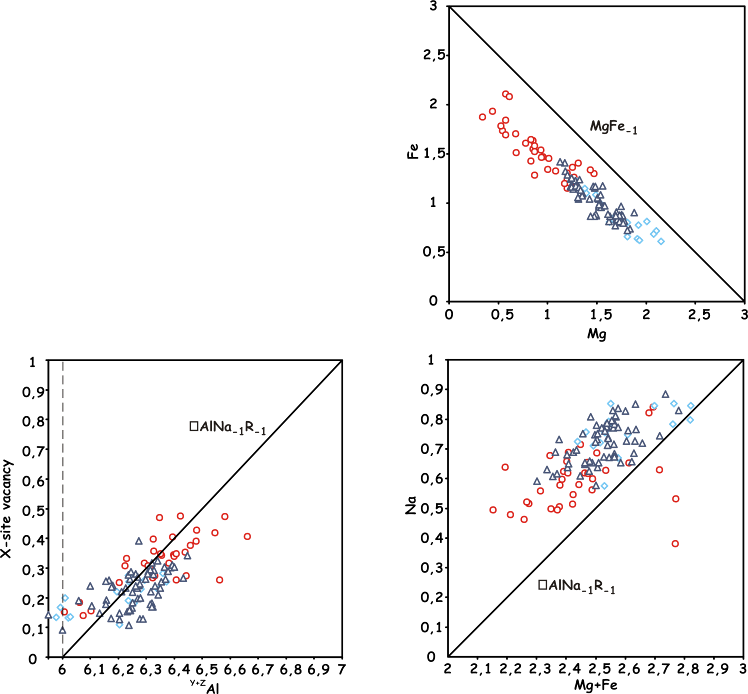 3
2,5
2
1,5
1
0,5
0
Fe
MgFe-1
0 0,5 1 1,5 2 2,5 3
Mg
1
0,9
0,8
0,7
0,6
0,5
0,4
0,3
0,2
0,1
0
X-site vacancy
□AlNa-1R-1
6 6,1 6,2 6,3 6,4 6,5 6,6 6,7 6,8 6,9 7
Y+ZAl
1
0,9
0,8
0,7
0,6
0,5
0,4
0,3
0,2
0,1
0
Na
□AlNa-1R-1
2 2,1 2,2 2,3 2,4 2,5 2,6 2,7 2,8 2,9 3
Mg+Fe